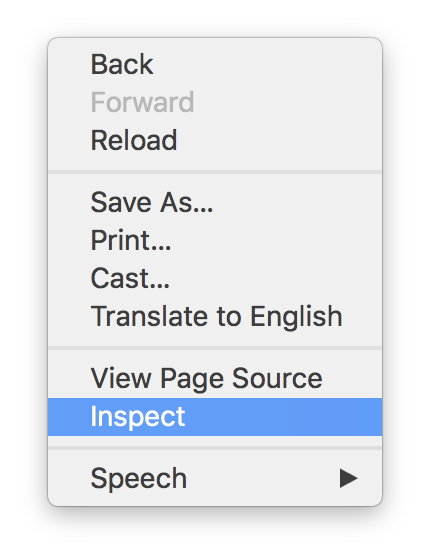 Back
Forward
Reload
Save As...
Print...
Cast...
Translate to English
View Page Source
Inspect
Speech